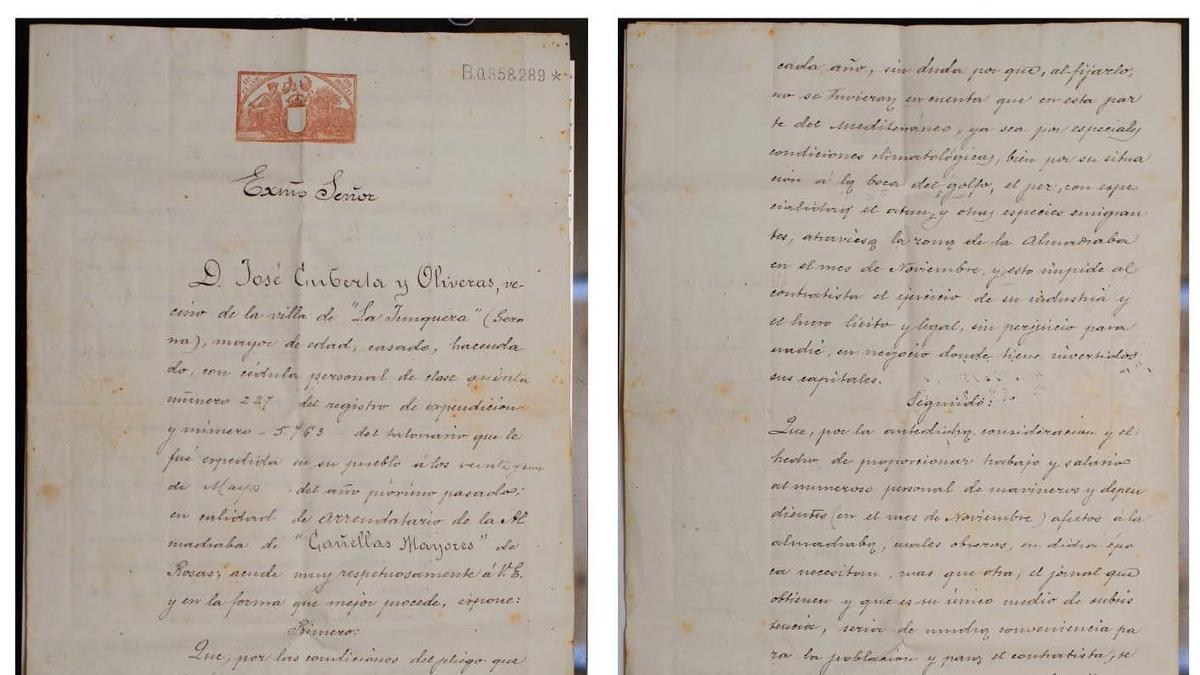 B.0.558.289 *
Exmo Señor
D. José y Oliveras, ve-
cino de la villa de "La Junquera" (Gero
na), mayor de edad, casado, hacenda
do, con cédula personal de clase quinta
número 227 del registro de expendicion
y número - 5.763 - del talonario que le
fué expedida en su pueblo á los
de Mayo del año próximo pasado;
en calidad de arrendatario de la Al
madraba de "Cañellas Mayores" de
Rosas; acude muy respetuosamente á V.E.
y en la forma que mejor procede, expone:
Primero:
Que, por las condiciones del pliego que
cada año, sin duda por que, al fijarlo,
no se tuvieron en cuenta que en esta par
te del Mediterráneo, ya sea por especiales
condiciones climatológicas, bien por su situa
ción á la boca del golfo, el pez, con espe
cialidad el atun, y otras especies emigran
tes, atraviesa la zona de la Almadraba
en el mes de Noviembre, y esto impide al
contratista el ejercicio de su industria y
el lucro lícito y legal, sin perjuicio para
nadie, en negocio donde tiene invertidos
sus capitales.
Segundo:
Que, por la antedicha consideracion y el
hecho de proporcionar trabajo y salario
al numeroso personal de marineros y depen
dientes (en el mes de Noviembre) afectos á la
almadraba, cuales obreros, en dicha épo
ca necesitan, mas que otra, el jornal que
obtienen y que es su único medio de subsis
tencia, seria de mucha conveniencia pa
ra la poblacion y para el contratista, se